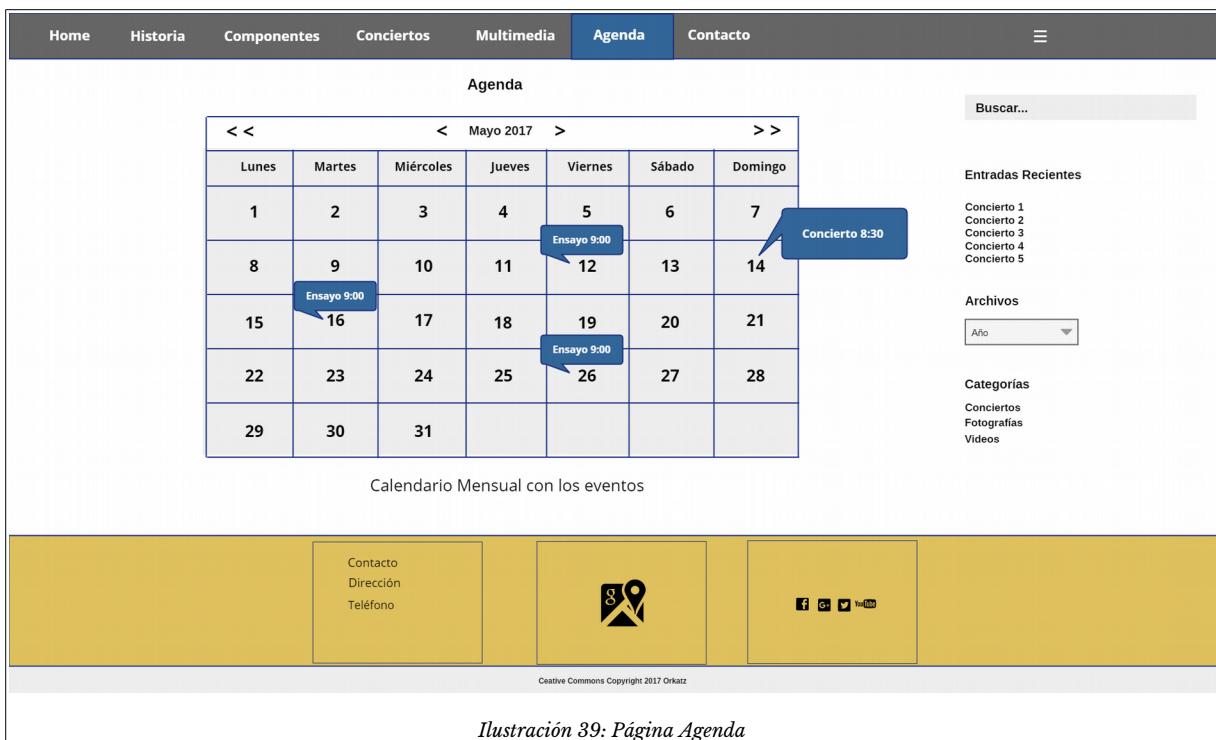 Home Historia Componentes Conciertos Multimedia Agenda Contacto
Agenda
Buscar...
< < < Mayo 2017 > > >
Lunes Martes Miércoles Jueves Viernes Sábado Domingo
1 2 3 4 5 6 7
Concierto 8:30
Ensayo 9:00
8 9 10 11 12 13 14
Ensayo 9:00
15 16 17 18 19 20 21
Ensayo 9:00
22 23 24 25 26 27 28
29 30 31
Calendario Mensual con los eventos
Entradas Recientes
Concierto 1
Concierto 2
Concierto 3
Concierto 4
Concierto 5
Archivos
Año
Categorías
Conciertos
Fotografías
Videos
Contacto
Dirección
Teléfono
g
f G+ YouTube
Ceative Commons Copyright 2017 Orkatz
Ilustración 39: Página Agenda